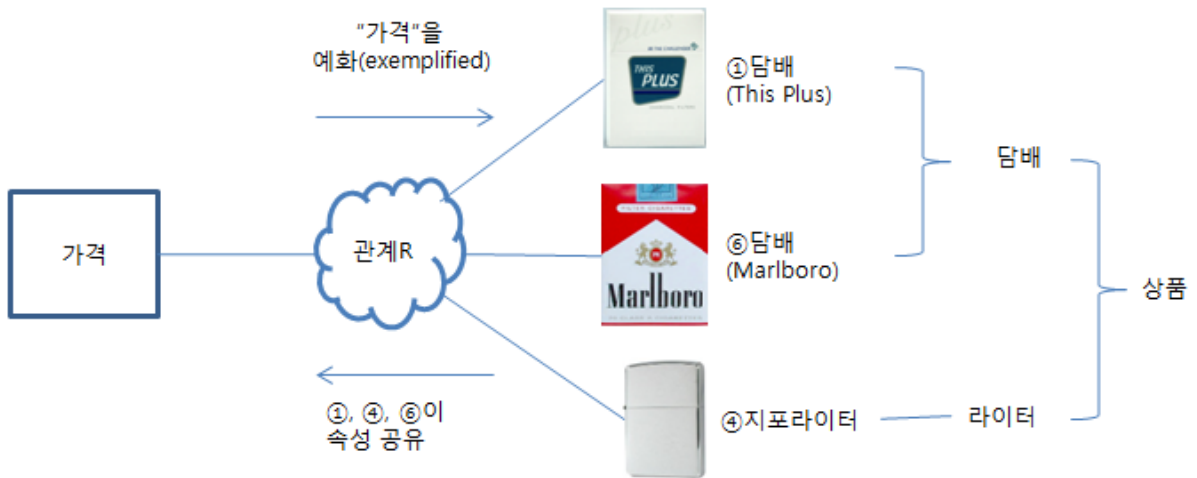 "가격"을
예화(exemplified)
plus
THIS
PLUS
①담배
(This Plus)
담배
가격
관계R
Marlboro
⑥담배
(Marlboro)
상품
①, ④, ⑥이
속성 공유
④지포라이터
라이터